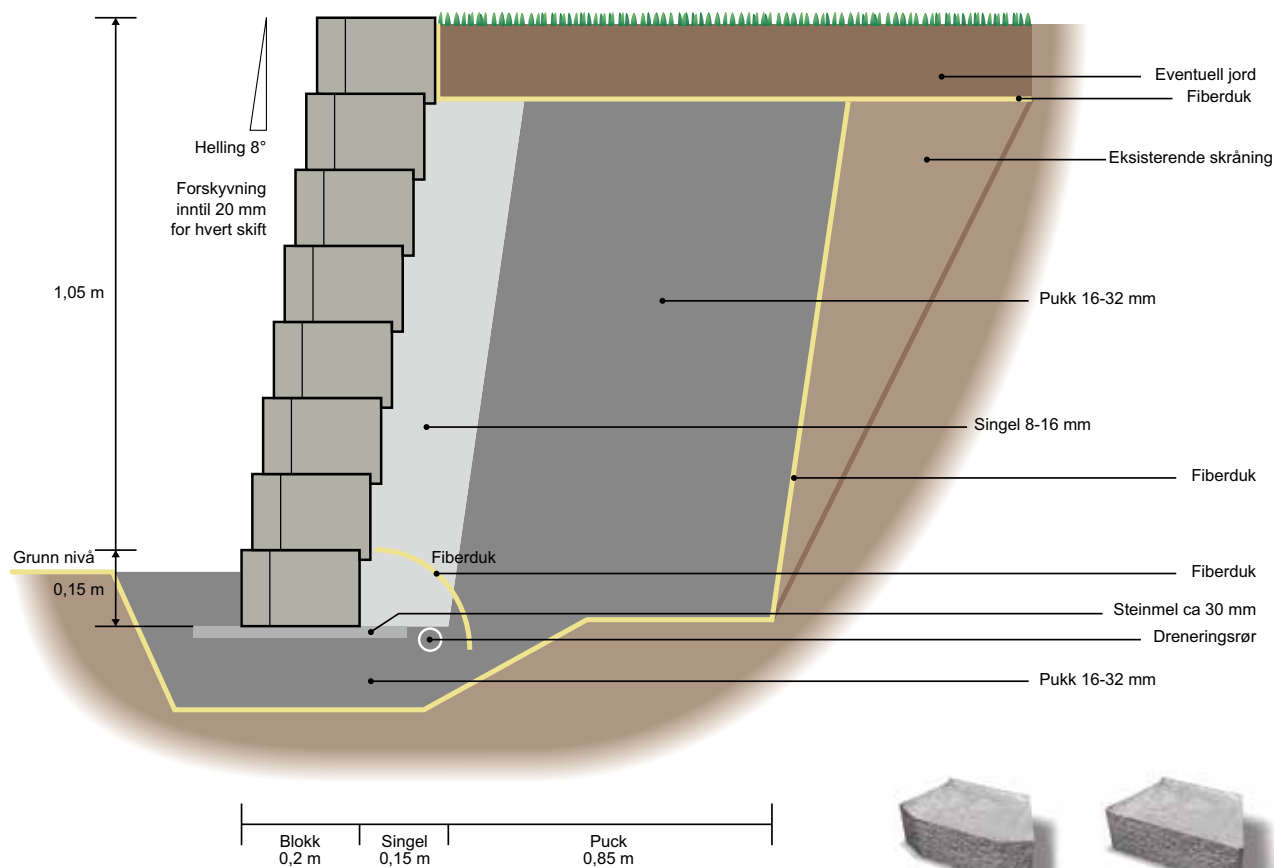 Eventuell jord
Fiberduk
Helling 8°
Eksisterende skråning
Forskyvning
inntil 20 mm
for hvert skift
1,05 m
Pukk 16-32 mm
Singel 8-16 mm
Fiberduk
Grunn nivå
Fiberduk
Fiberduk
0,15 m
Steinmel ca 30 mm
Dreneringsrør
Pukk 16-32 mm
Blokk
0,2 m
Singel
0,15 m
Puck
0,85 m